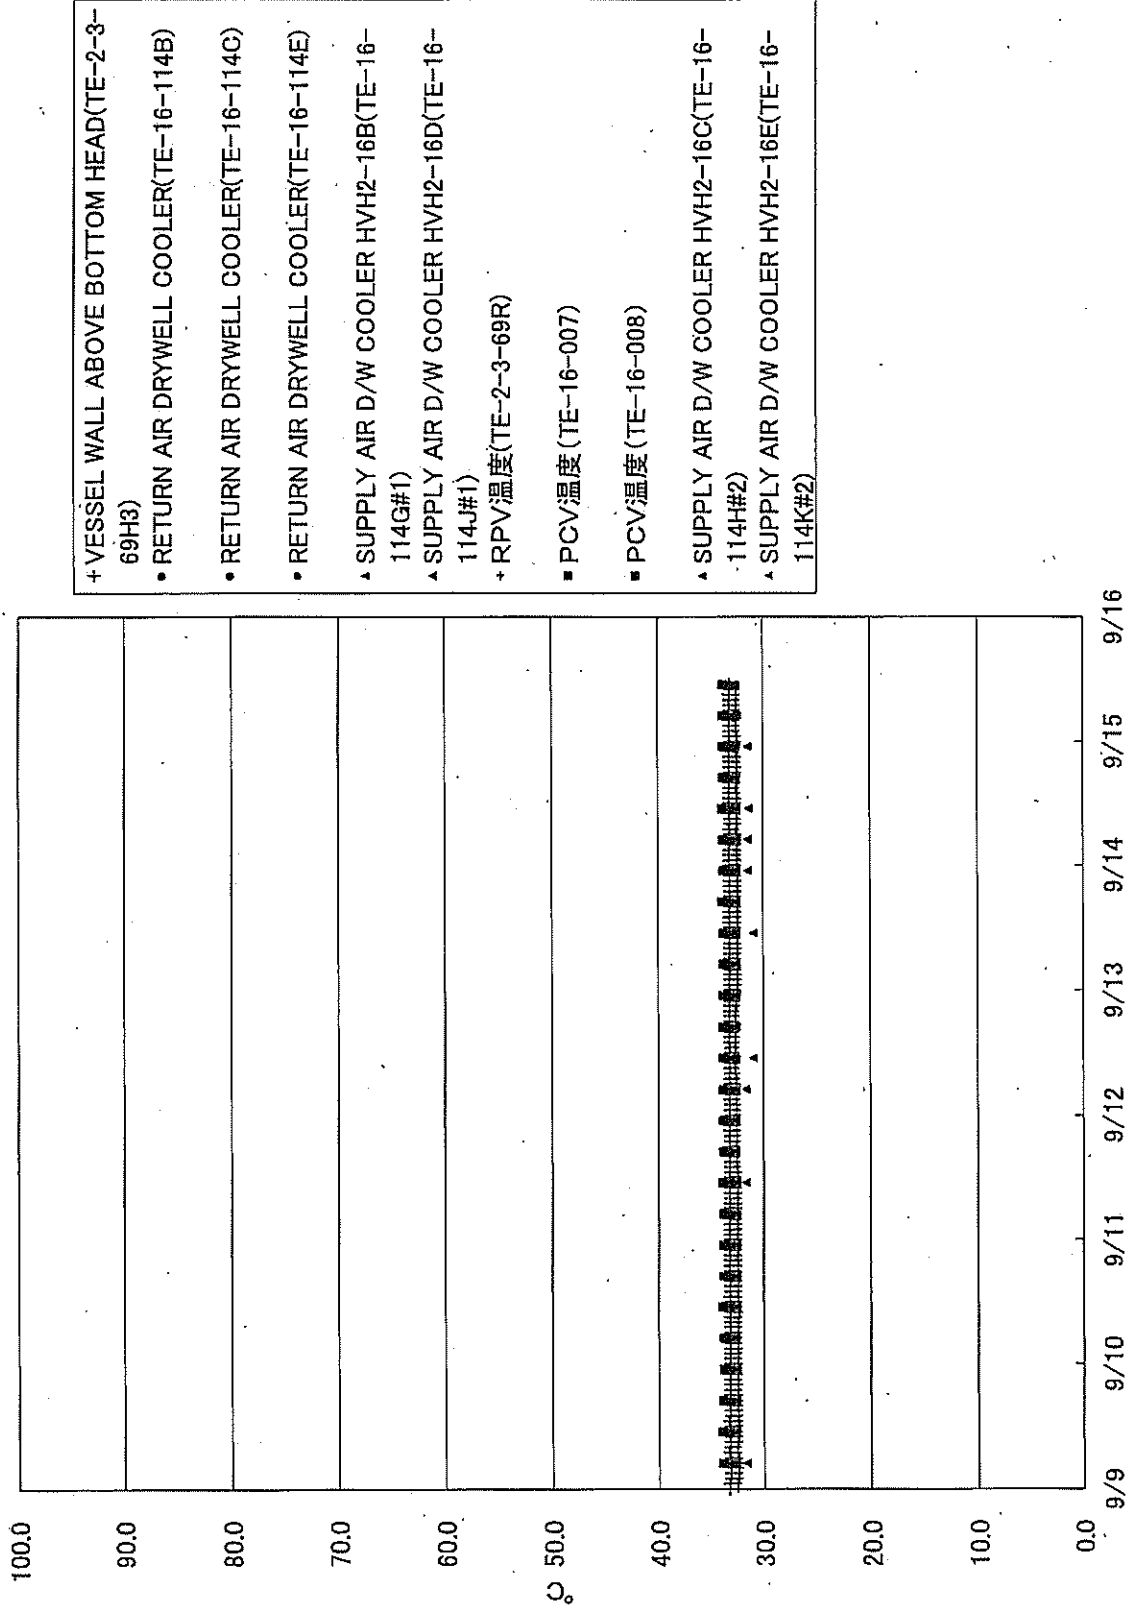 + VESSEL WALL ABOVE BOTTOM HEAD(TE-2-3-
69H3)
• RETURN AIR DRYWELL COOLER(TE-16-114B)
• RETURN AIR DRYWELL COOLER(TE-16-114C)
• RETURN AIR DRYWELL COOLER(TE-16-114E)
▲ SUPPLY AIR D/W COOLER HVH2-16B(TE-16-
114G#1)
▲ SUPPLY AIR D/W COOLER HVH2-16D(TE-16-
114J#1)
+ RPV温度(TE-2-3-69R)
■ PCV温度(TE-16-007)
■ PCV温度(TE-16-008)
▲ SUPPLY AIR D/W COOLER HVH2-16C(TE-16-
114H#2)
▲ SUPPLY AIR D/W COOLER HVH2-16E(TE-16-
114K#2)
100.0
90.0
80.0
70.0
60.0
50.0
40.0
30.0
20.0
10.0
0.0
℃
9/9
9/10
9/11
9/12
9/13
9/14
9/15
9/16